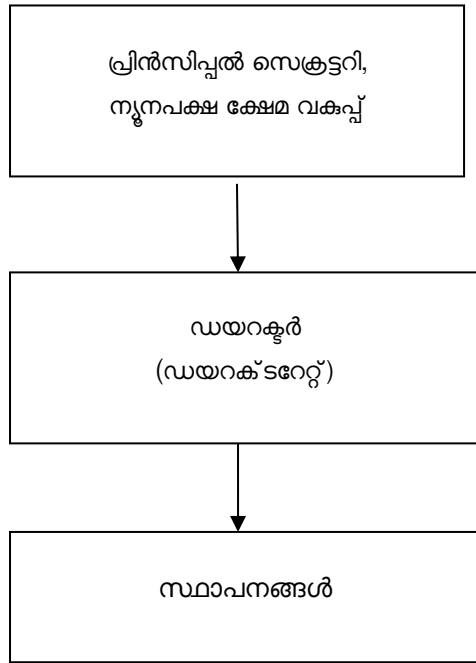 പ്രിൻസിപ്പൽ സെക്രട്ടറി,
ന്യൂനപക്ഷ ക്ഷേമ വകുപ്പ്
ഡയറക്ടർ
(ഡയറക് ടറേറ്റ്)
സ്ഥാപനങ്ങൾ